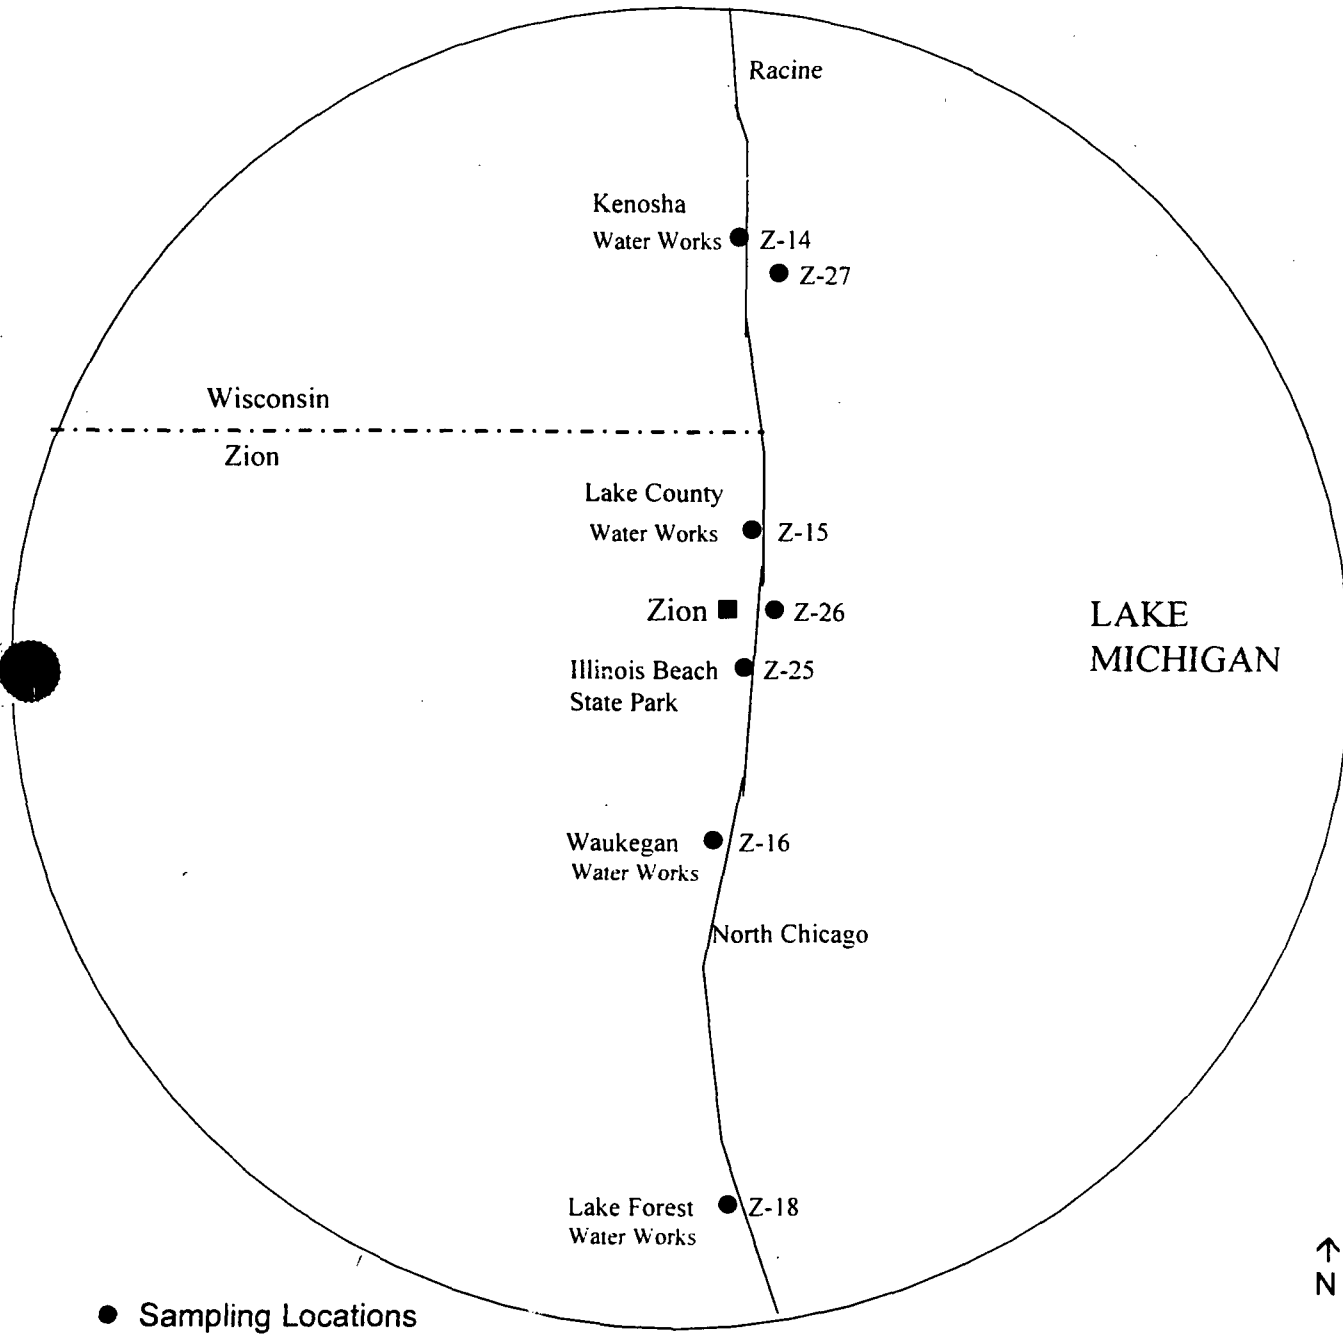 Racine
Kenosha
Water Works Z-14
Z-27
Wisconsin
Zion
Lake County
Water Works Z-15
Zion Z-26
LAKE
MICHIGAN
Illinois Beach Z-25
State Park
Waukegan Z-16
Water Works
North Chicago
Lake Forest Z-18
Water Works
N
Sampling Locations